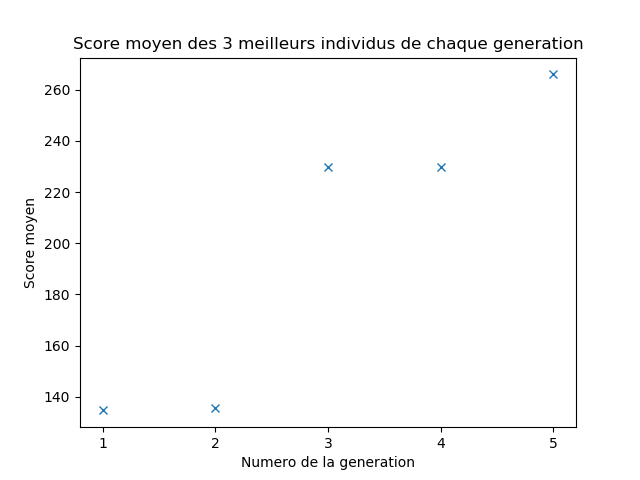 Score moyen des 3 meilleurs individus de chaque generation
260
240
220
200
180
160
140
Score moyen
1 2 3 4 5
Numero de la generation